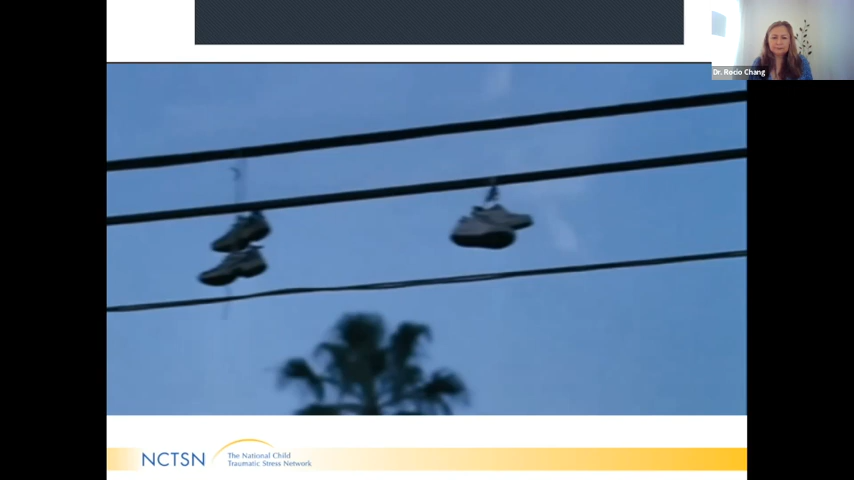 Dr. Rocio Chang
NCTSN
The National Child
Traumatic Stress Network